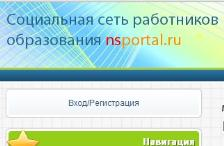 Социальная сеть работников
образования nsportal.ru
Вход/Регистрация
Навигация